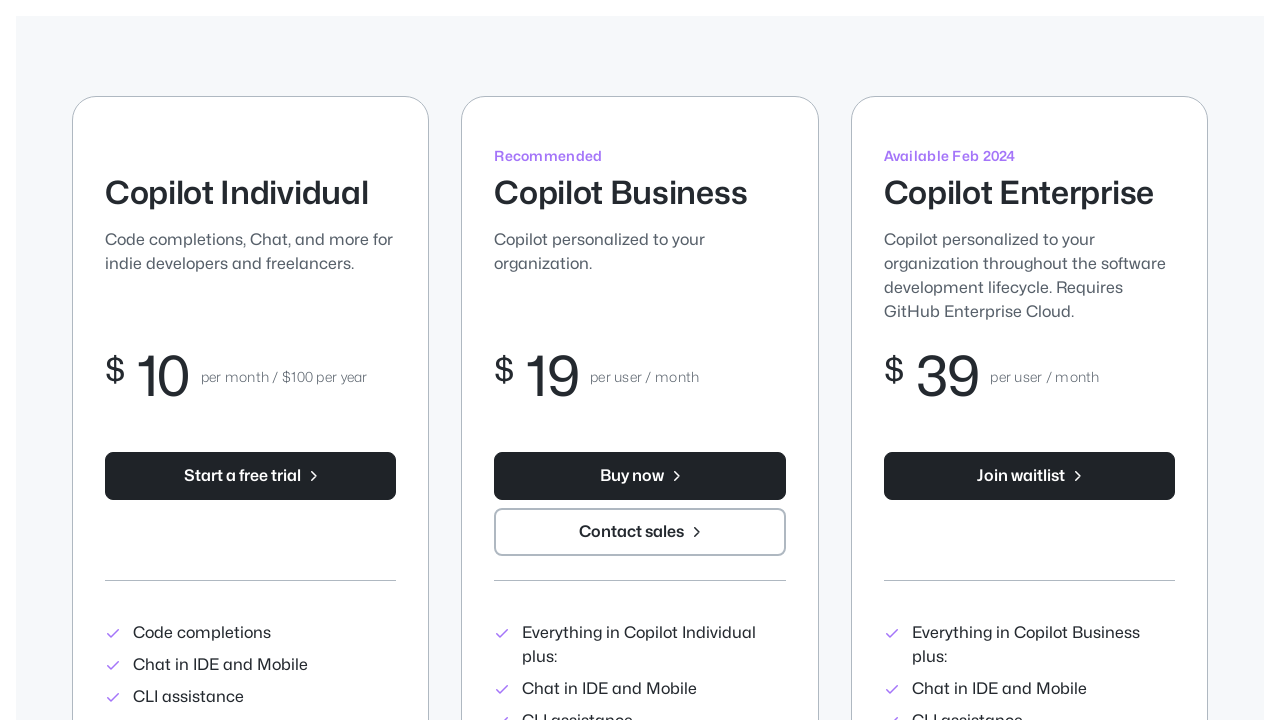 Copilot Individual
Code completions, Chat, and more for
indie developers and freelancers.
$ 10 per month / $100 per year
Start a free trial
Code completions
Chat in IDE and Mobile
CLI assistance
Recommended
Copilot Business
Copilot personalized to your
organization.
$ 19 per user / month
Buy now
Contact sales
Everything in Copilot Individual
plus:
Chat in IDE and Mobile
CLI assistance
Available Feb 2024
Copilot Enterprise
Copilot personalized to your
organization throughout the software
development lifecycle. Requires
GitHub Enterprise Cloud.
$ 39 per user / month
Join waitlist
Everything in Copilot Business
plus:
Chat in IDE and Mobile
CLI assistance